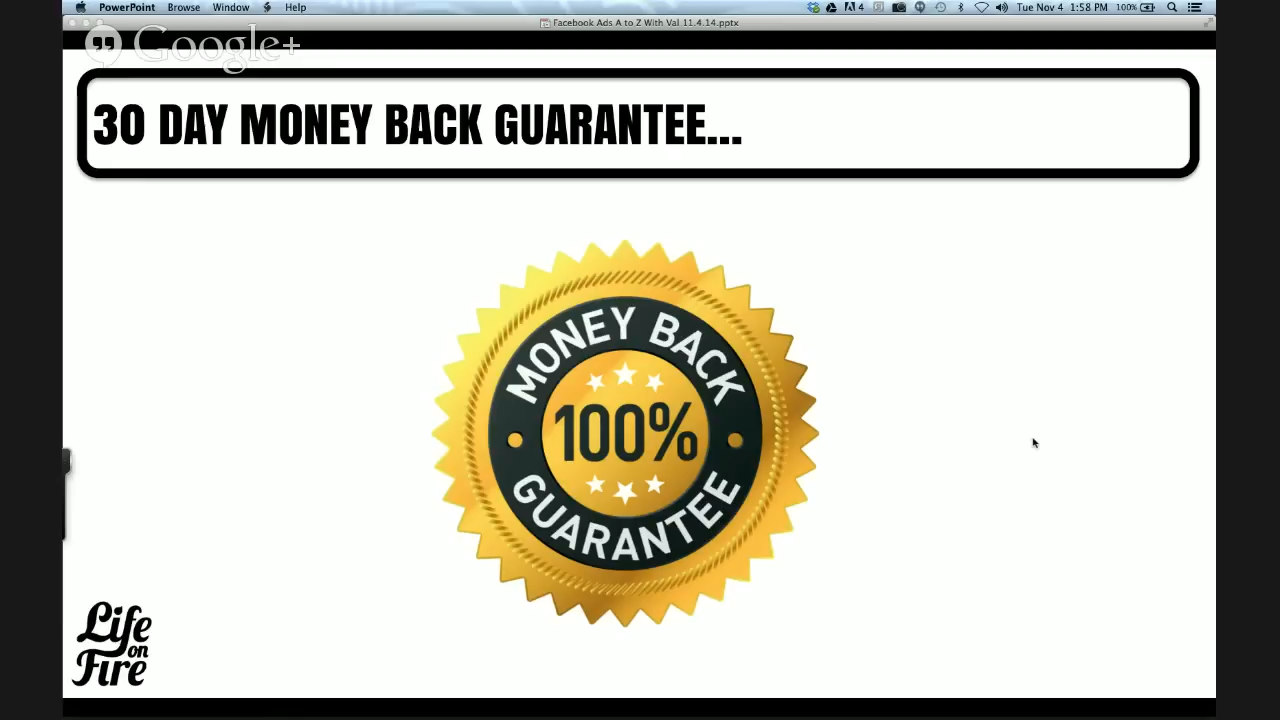 PowerPoint Browse Window Help
4 100% Tue Nov 4 1:58 PM
Facebook Ads A to Z With Val 11.4.14.pptx
Google+
30 DAY MONEY BACK GUARANTEE...
MONEY BACK
100%
GUARANTEE
Life
on
Fire